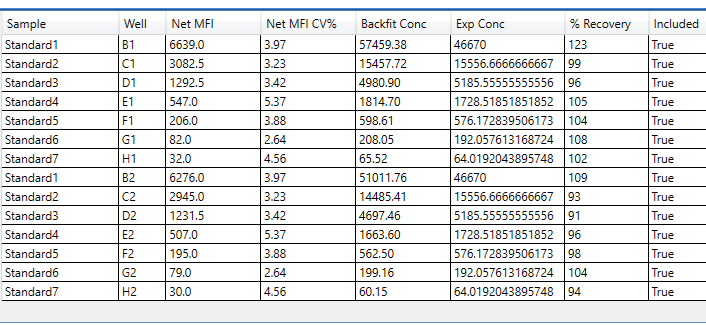 Sample Well Net MFI Net MFI CV% Backfit Conc Exp Conc % Recovery Included
Standard1 B1 6639.0 3.97 57459.38 46670 123 True
Standard2 C1 3082.5 3.23 15457.72 15556.6666666667 99 True
Standard3 D1 1292.5 3.42 4980.90 5185.55555555556 96 True
Standard4 E1 547.0 5.37 1814.70 1728.51851851852 105 True
Standard5 F1 206.0 3.88 598.61 576.172839506173 104 True
Standard6 G1 82.0 2.64 208.05 192.057613168724 108 True
Standard7 H1 32.0 4.56 65.52 64.0192043895748 102 True
Standard1 B2 6276.0 3.97 51011.76 46670 109 True
Standard2 C2 2945.0 3.23 14485.41 15556.6666666667 93 True
Standard3 D2 1231.5 3.42 4697.46 5185.55555555556 91 True
Standard4 E2 507.0 5.37 1663.60 1728.51851851852 96 True
Standard5 F2 195.0 3.88 562.50 576.172839506173 98 True
Standard6 G2 79.0 2.64 199.16 192.057613168724 104 True
Standard7 H2 30.0 4.56 60.15 64.0192043895748 94 True